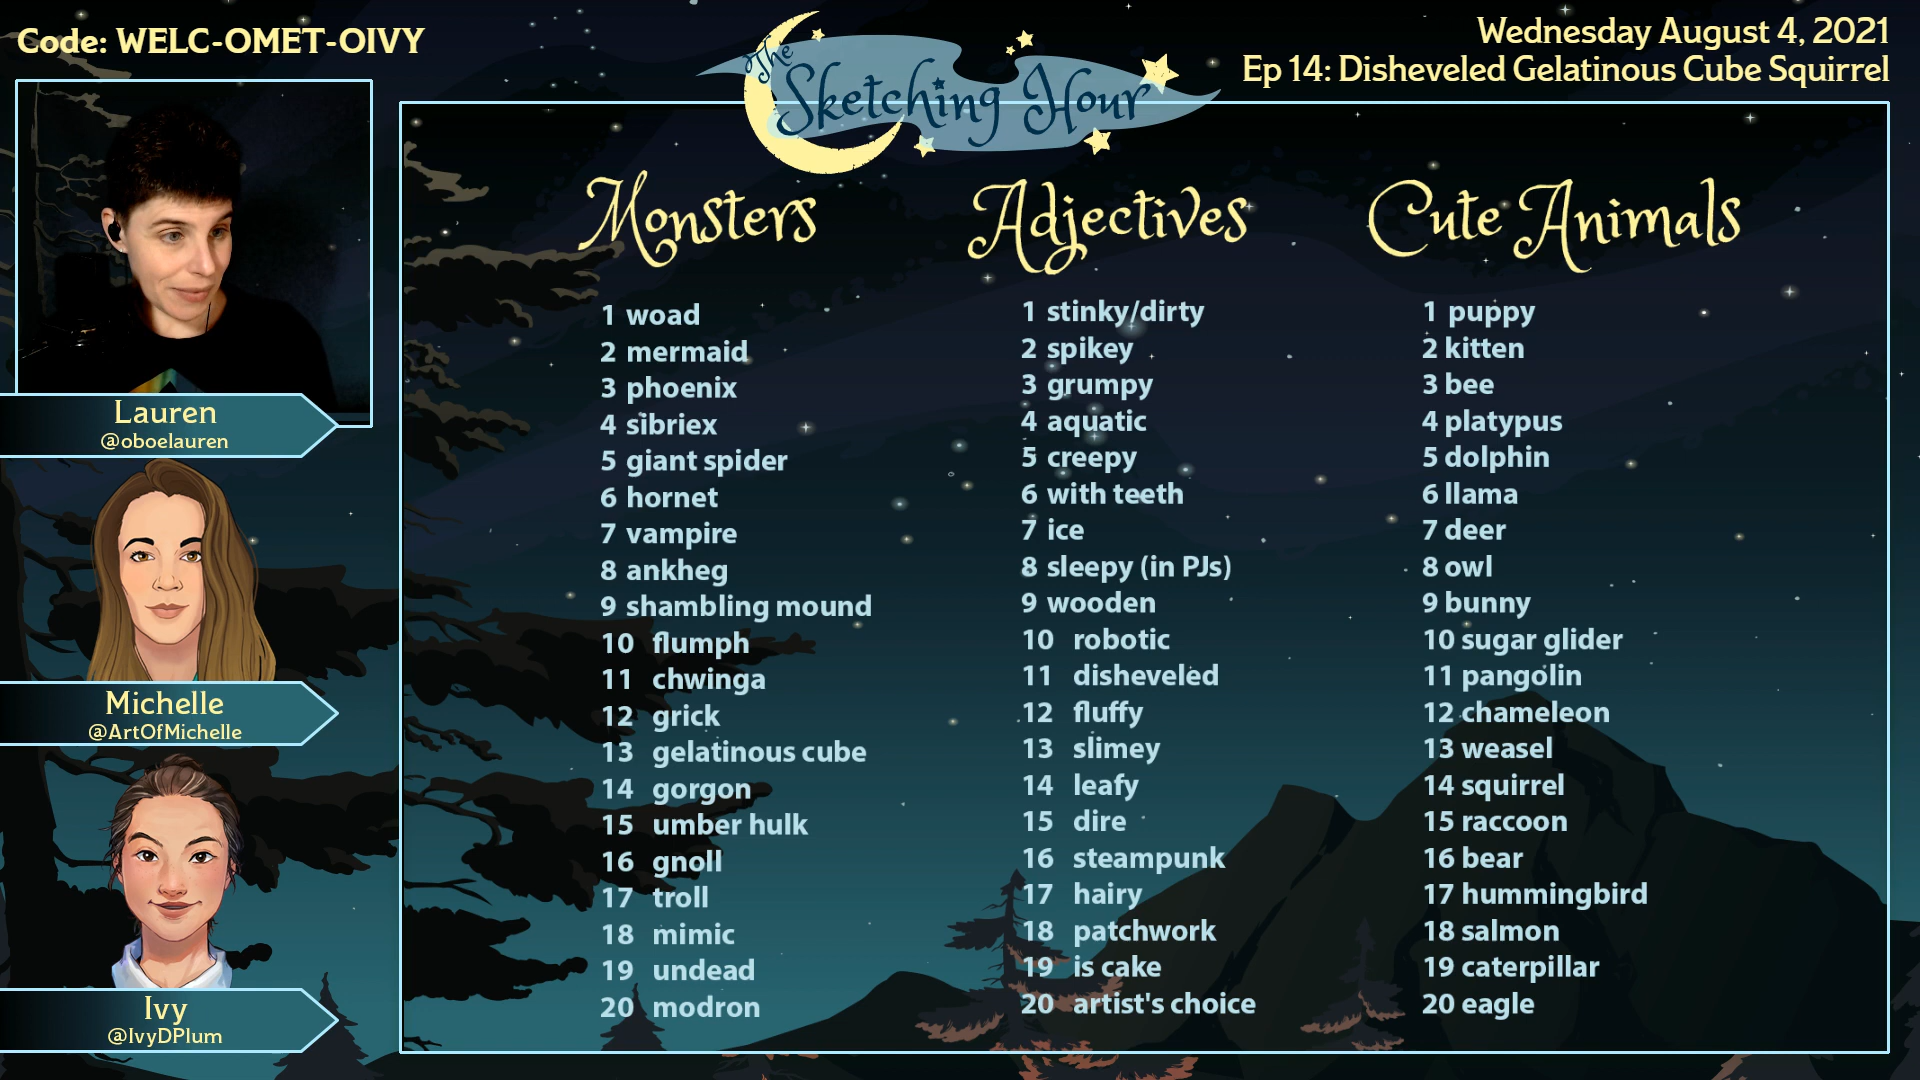 Code: WELC-OMET-OIVY
The Sketching Hour
Wednesday August 4, 2021
Ep 14: Disheveled Gelatinous Cube Squirrel
Lauren
@oboelauren
Michelle
@ArtOfMichelle
Ivy
@IvyDPlum
Monsters
1 woad
2 mermaid
3 phoenix
4 sibriex
5 giant spider
6 hornet
7 vampire
8 ankheg
9 shambling mound
10 flumph
11 chwinga
12 grick
13 gelatinous cube
14 gorgon
15 umber hulk
16 gnoll
17 troll
18 mimic
19 undead
20 modron
Adjectives
1 stinky/dirty
2 spikey
3 grumpy
4 aquatic
5 creepy
6 with teeth
7 ice
8 sleepy (in PJs)
9 wooden
10 robotic
11 disheveled
12 fluffy
13 slimey
14 leafy
15 dire
16 steampunk
17 hairy
18 patchwork
19 is cake
20 artist's choice
Cute Animals
1 puppy
2 kitten
3 bee
4 platypus
5 dolphin
6 llama
7 deer
8 owl
9 bunny
10 sugar glider
11 pangolin
12 chameleon
13 weasel
14 squirrel
15 raccoon
16 bear
17 hummingbird
18 salmon
19 caterpillar
20 eagle